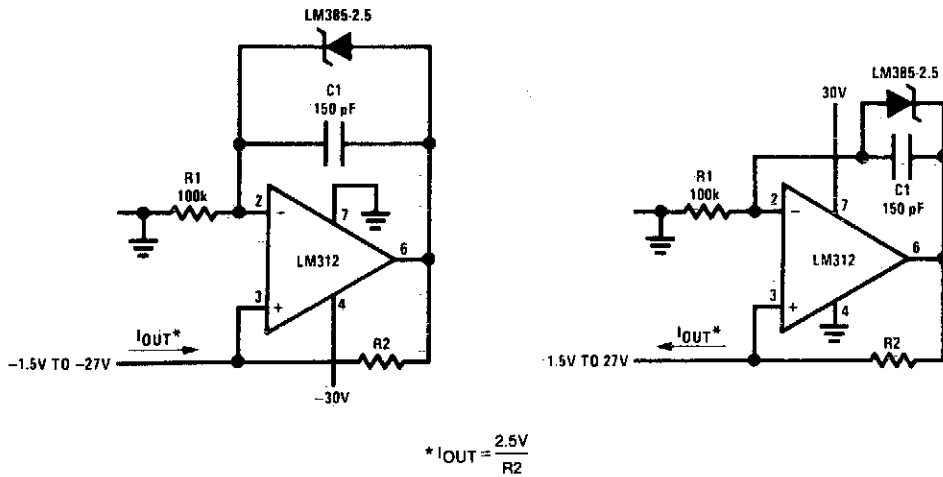 LM385-2.5
C1
150 pF
R1
100k
2
−
7
6
LM312
3
+
4
IOUT*
R2
−1.5V TO −27V
−30V
LM385-2.5
30V
C1
150 pF
R1
100k
2
−
7
6
LM312
3
+
4
IOUT*
R2
1.5V TO 27V
* IOUT = 2.5V
R2